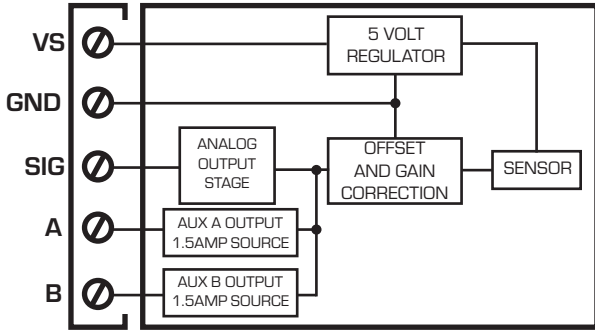 VS
5 VOLT
REGULATOR
GND
SIG
ANALOG
OUTPUT
STAGE
OFFSET
AND GAIN
CORRECTION
SENSOR
A
AUX A OUTPUT
1.5AMP SOURCE
B
AUX B OUTPUT
1.5AMP SOURCE